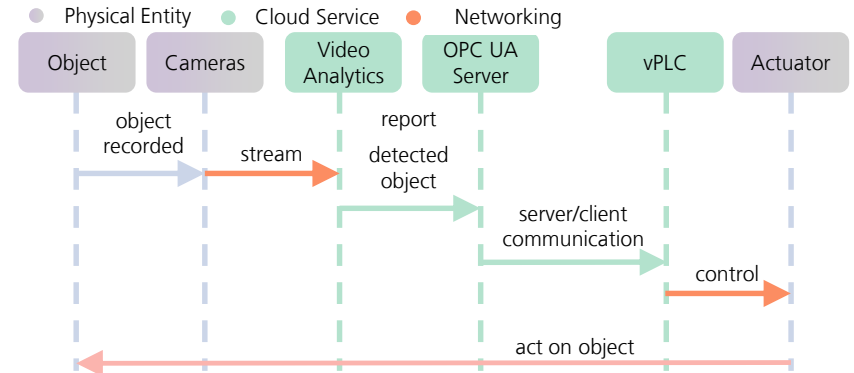 Physical Entity Cloud Service Networking
Object Cameras Video Analytics OPC UA Server vPLC Actuator
object
recorded
stream
report
detected
object
server/client
communication
control
act on object